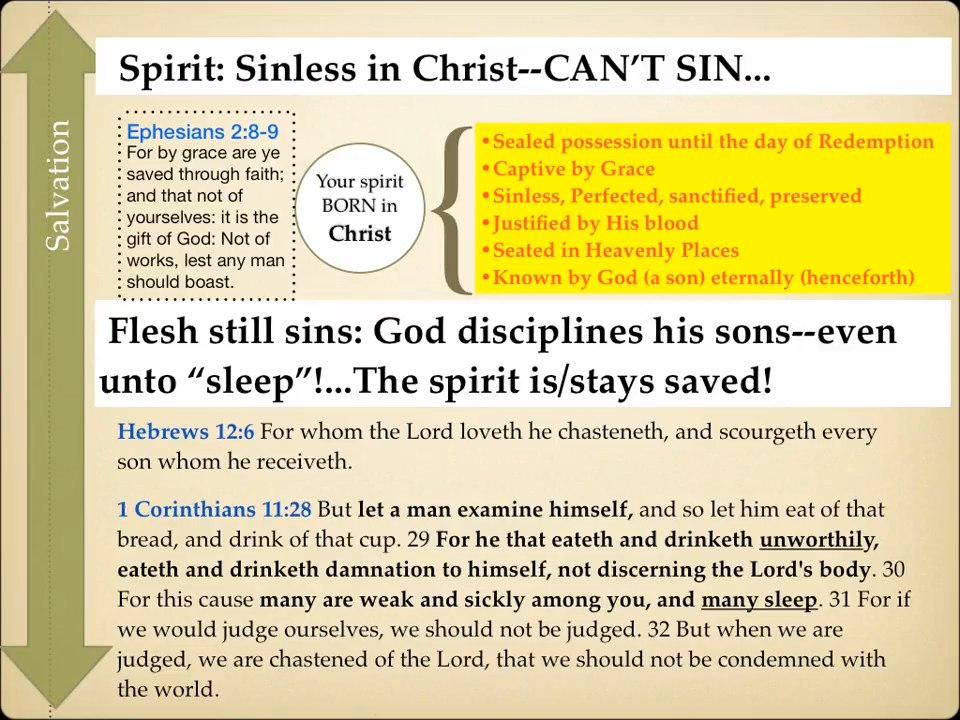 Salvation
Spirit: Sinless in Christ--CAN'T SIN...
Ephesians 2:8-9
For by grace are ye
saved through faith;
and that not of
yourselves: it is the
gift of God: Not of
works, lest any man
should boast.
Your spirit
BORN in
Christ
•Sealed possession until the day of Redemption
•Captive by Grace
•Sinless, Perfected, sanctified, preserved
•Justified by His blood
•Seated in Heavenly Places
•Known by God (a son) eternally (henceforth)
Flesh still sins: God disciplines his sons--even
unto “sleep”!...The spirit is/stays saved!
Hebrews 12:6 For whom the Lord loveth he chasteneth, and scourgeth every
son whom he receiveth.
1 Corinthians 11:28 But let a man examine himself, and so let him eat of that
bread, and drink of that cup. 29 For he that eateth and drinketh unworthily,
eateth and drinketh damnation to himself, not discerning the Lord's body. 30
For this cause many are weak and sickly among you, and many sleep. 31 For if
we would judge ourselves, we should not be judged. 32 But when we are
judged, we are chastened of the Lord, that we should not be condemned with
the world.